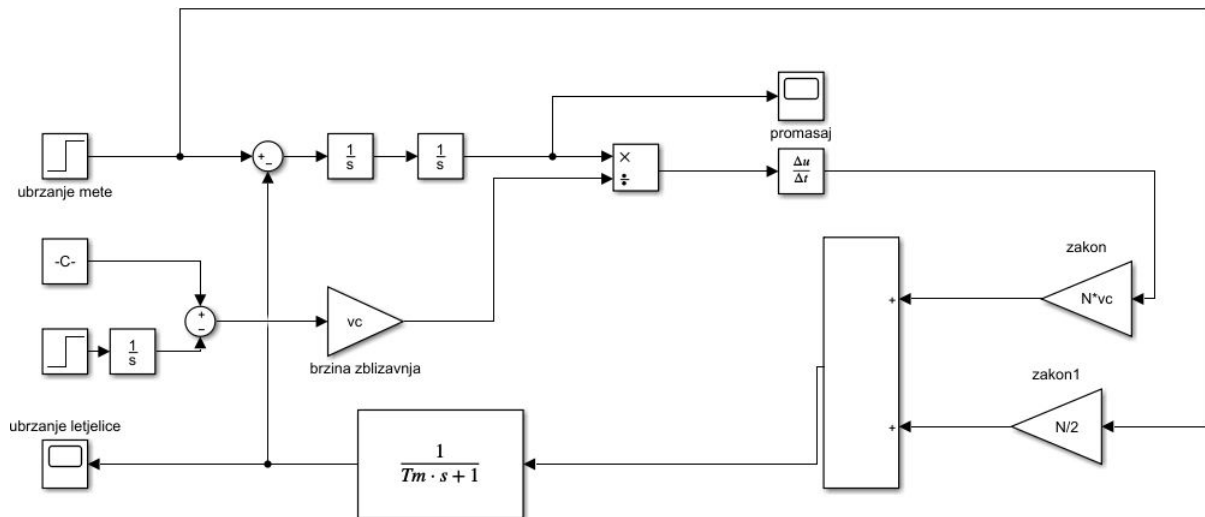 promasaj
+
−
1
s
1
s
×
÷
Δu
Δt
ubrzanje mete
zakon
-C-
+
N*vc
+
−
vc
1
s
brzina zblizavnja
zakon1
ubrzanje letjelice
+
N/2
1
Tm · s + 1